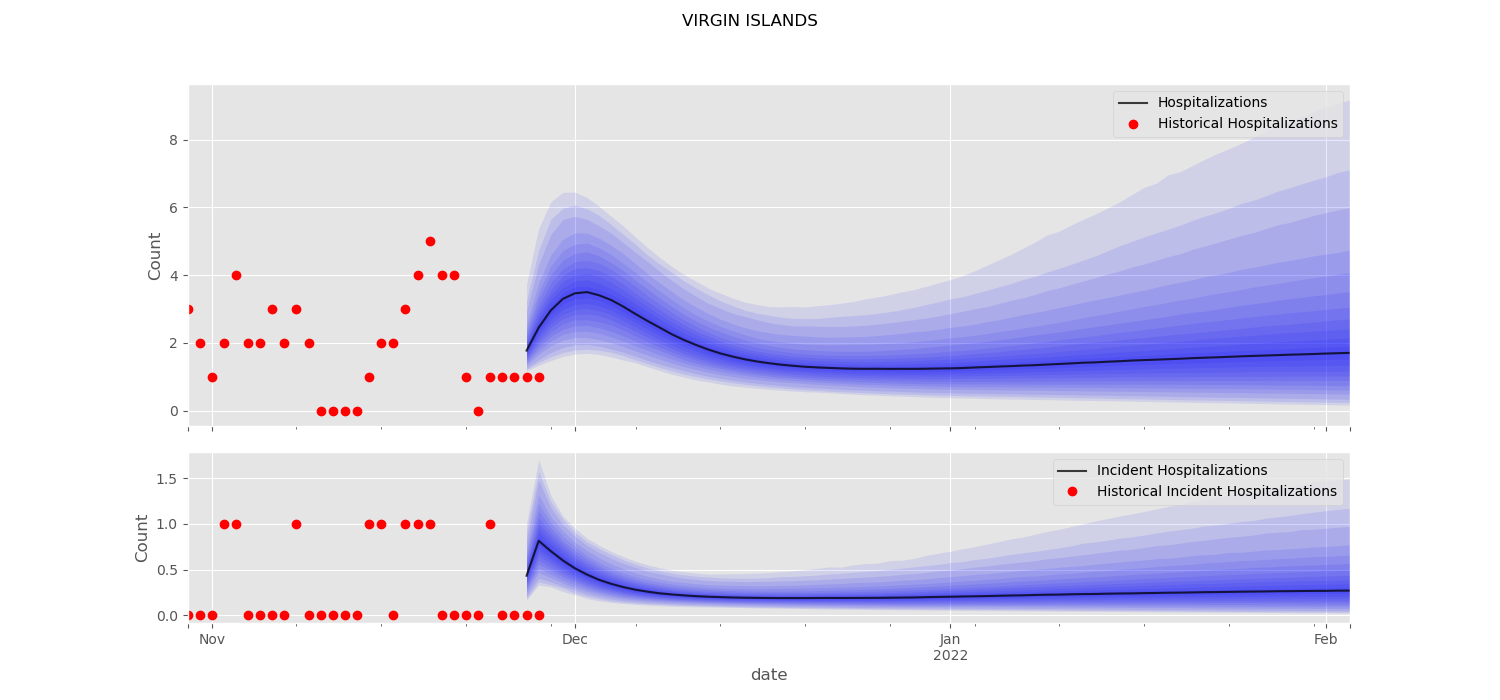 VIRGIN ISLANDS
Hospitalizations
Historical Hospitalizations
8
6
4
2
0
Count
Incident Hospitalizations
Historical Incident Hospitalizations
1.5
1.0
0.5
0.0
Count
Nov
Dec
Jan
2022
Feb
date